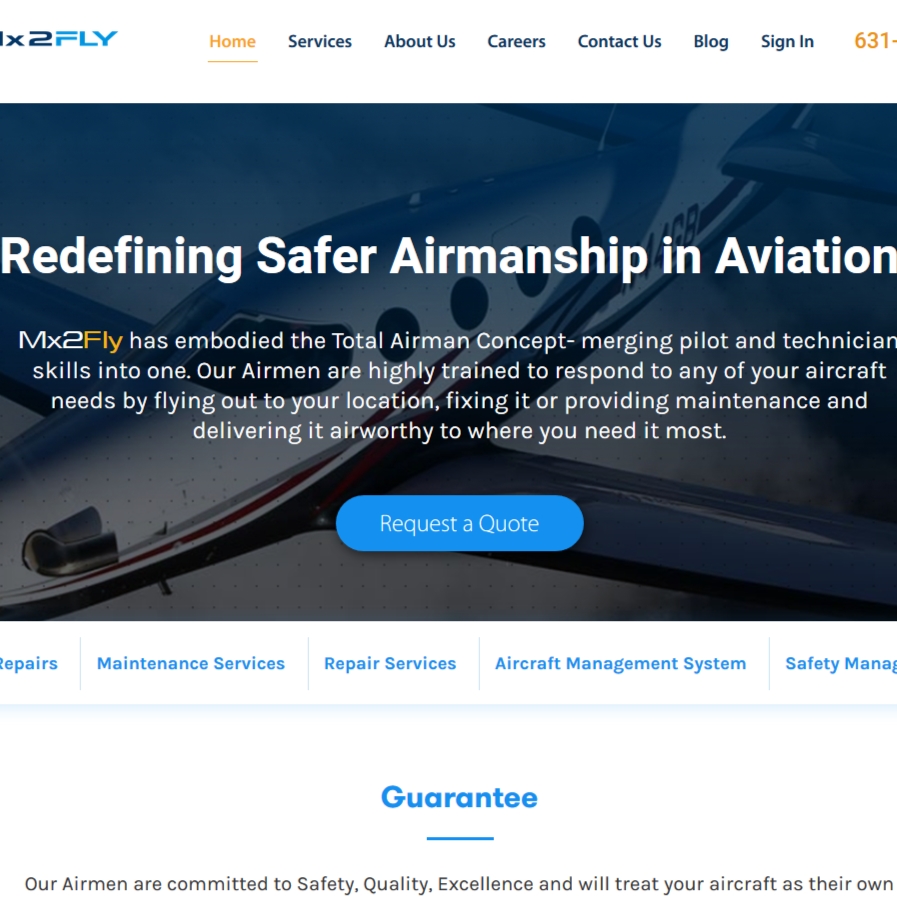 Mx2FLY
Home Services About Us Careers Contact Us Blog Sign In 631-
Redefining Safer Airmanship in Aviation
Mx2Fly has embodied the Total Airman Concept- merging pilot and technician
skills into one. Our Airmen are highly trained to respond to any of your aircraft
needs by flying out to your location, fixing it or providing maintenance and
delivering it airworthy to where you need it most.
Request a Quote
Repairs Maintenance Services Repair Services Aircraft Management System Safety Manag
Guarantee
Our Airmen are committed to Safety, Quality, Excellence and will treat your aircraft as their own